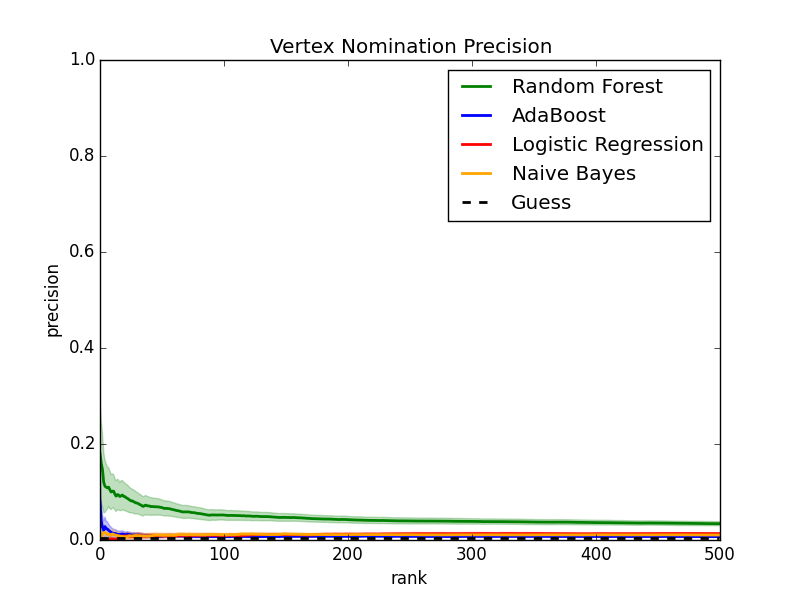 Vertex Nomination Precision
1.0
0.8
0.6
0.4
0.2
0.0
precision
Random Forest
AdaBoost
Logistic Regression
Naive Bayes
Guess
0 100 200 300 400 500
rank